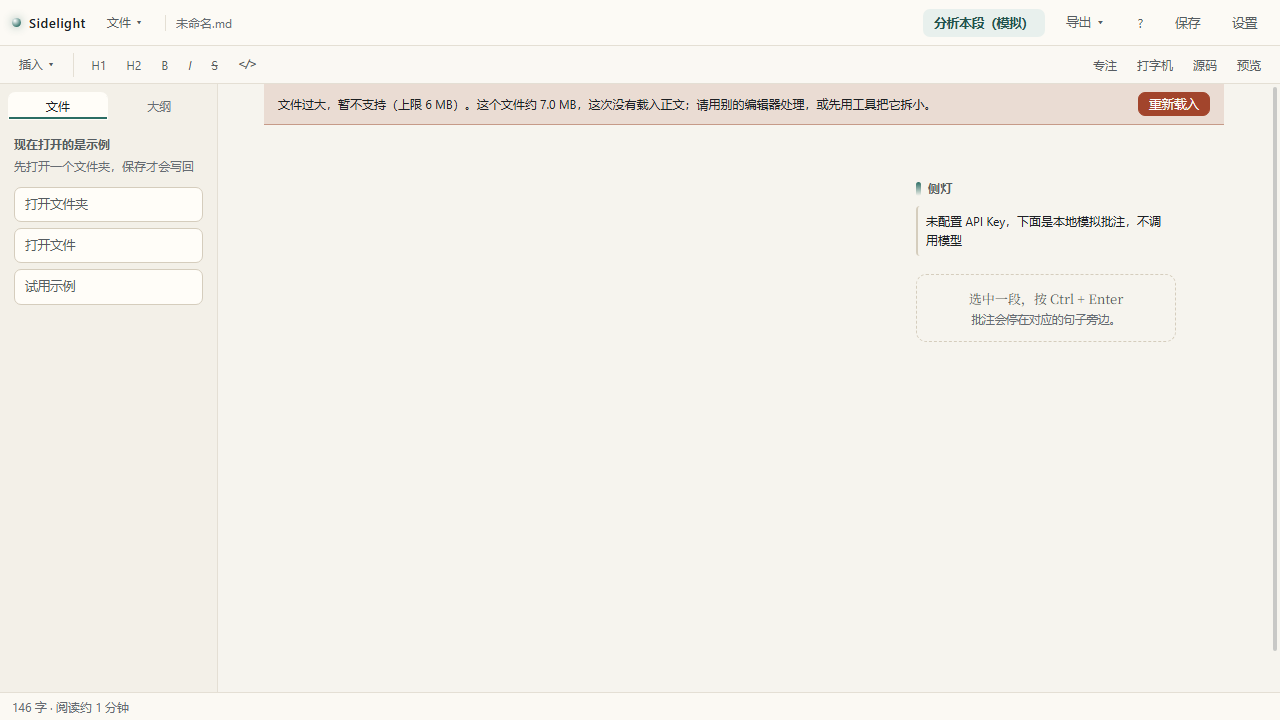 Sidelight
文件
未命名.md
分析本段（模拟）
导出
?
保存
设置
插入
H1
H2
B
I
S
</>
专注
打字机
源码
预览
文件
大纲
现在打开的是示例
先打开一个文件夹，保存才会写回
打开文件夹
打开文件
试用示例
文件过大，暂不支持（上限 6 MB）。这个文件约 7.0 MB，这次没有载入正文；请用别的编辑器处理，或先用工具把它拆小。
重新载入
侧灯
未配置 API Key，下面是本地模拟批注，不调
用模型
选中一段，按 Ctrl + Enter
批注会停在对应的句子旁边。
146 字 · 阅读约 1 分钟